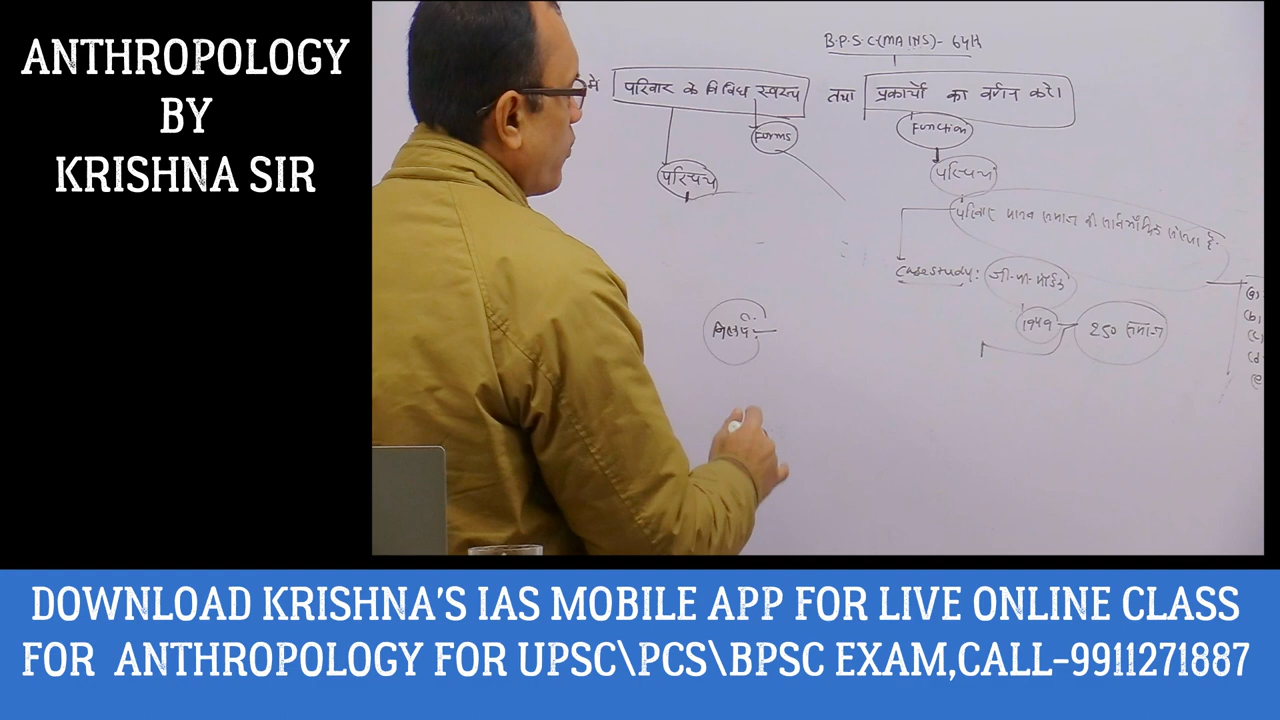 ANTHROPOLOGY
BY
KRISHNA SIR
B.P.S.C(MAINS)- 64th
में परिवार के विविध स्वरूप तथा प्रकार्यो का वर्णन करे।
Forms
Function
परिचय
परिचय
परिवार मानव समाज की सार्वभौमिक संस्था है-
Case study: जी-पी-मॉर्डक
1949
250 समाज
(a)
(b)
(c)
(d
(e
DOWNLOAD KRISHNA'S IAS MOBILE APP FOR LIVE ONLINE CLASS
FOR ANTHROPOLOGY FOR UPSC\PCS\BPSC EXAM,CALL-9911271887